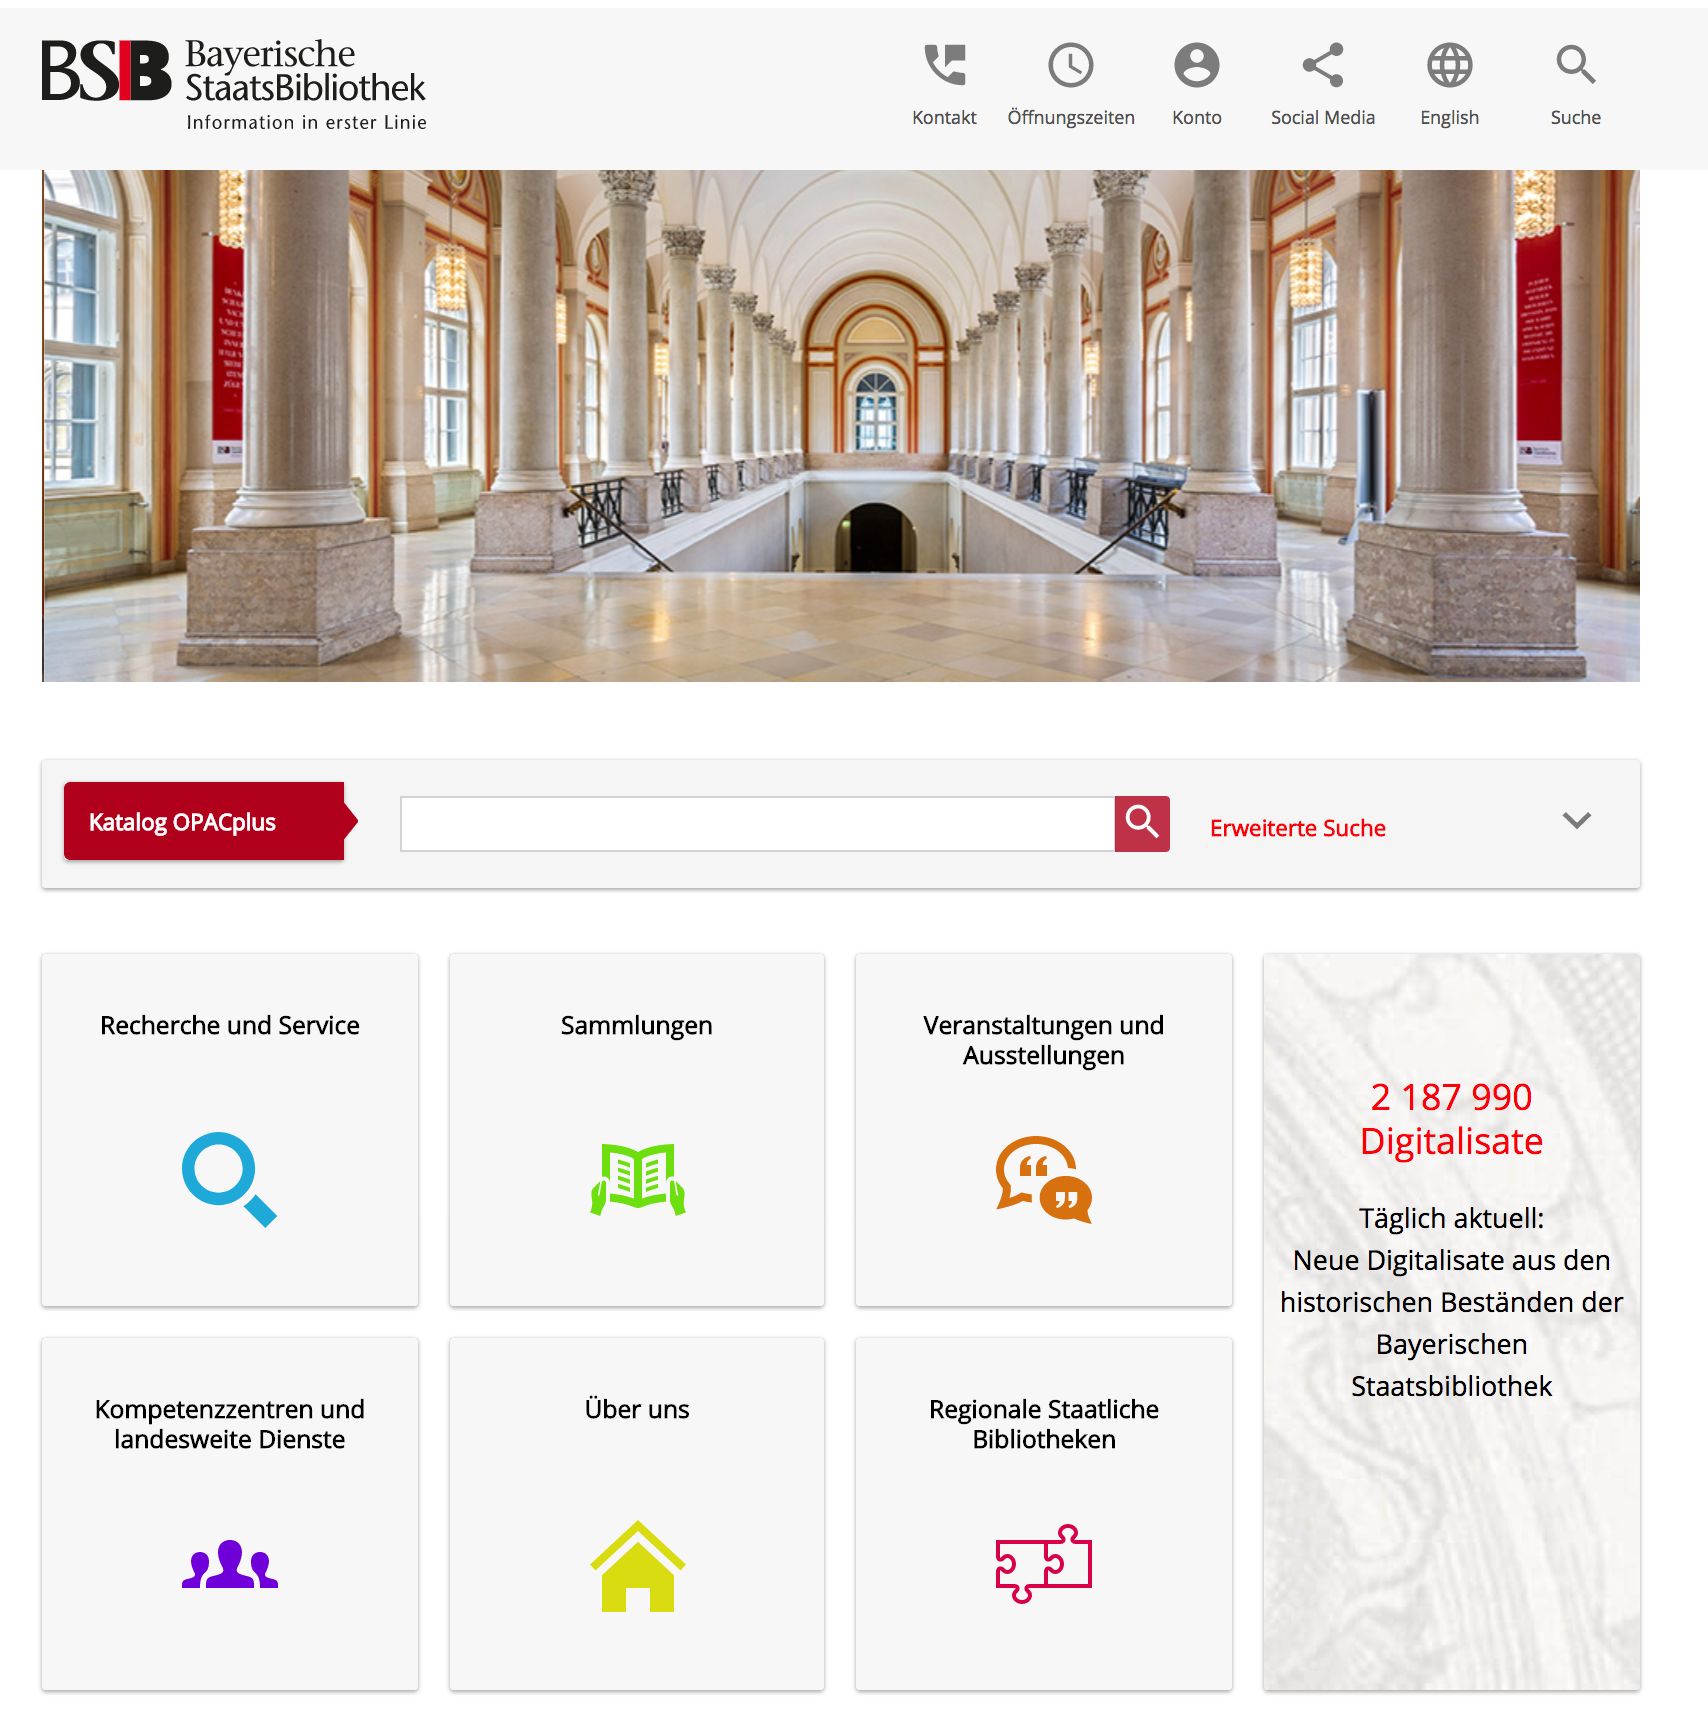 BSB Bayerische
StaatsBibliothek
Information in erster Linie
Kontakt
Öffnungszeiten
Konto
Social Media
English
Suche
Katalog OPACplus
Erweiterte Suche
Recherche und Service
Sammlungen
Veranstaltungen und
Ausstellungen
2 187 990
Digitalisate
Täglich aktuell:
Neue Digitalisate aus den
historischen Beständen der
Bayerischen
Staatsbibliothek
Kompetenzzentren und
landesweite Dienste
Über uns
Regionale Staatliche
Bibliotheken